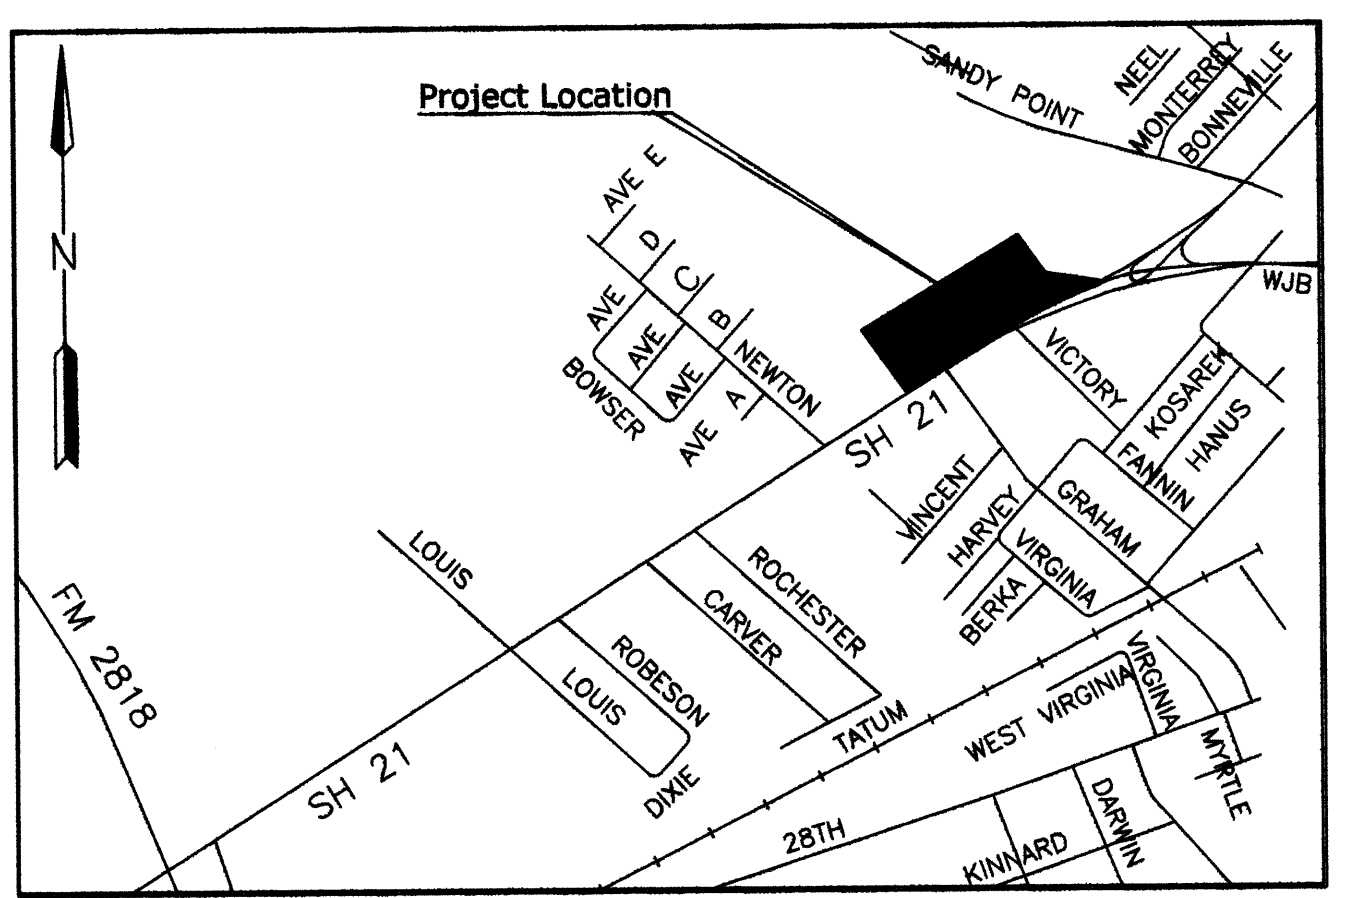 Project Location
SANDY POINT
NEEL
MONTERREY
BONNEVILLE
N
AVE E
D
C
B
AVE
AVE
AVE
AVE A
NEWTON
BOWSER
WJB
VICTORY
KOSAREK
HANUS
FANNIN
SH 21
VINCENT
HARVEY
GRAHAM
VIRGINIA
BERKA
LOUIS
ROCHESTER
CARVER
ROBESON
LOUIS
TATUM
DIXIE
FM 2818
SH 21
WEST VIRGINIA
VIRGINIA
MYRTLE
28TH
DARWIN
KINNARD